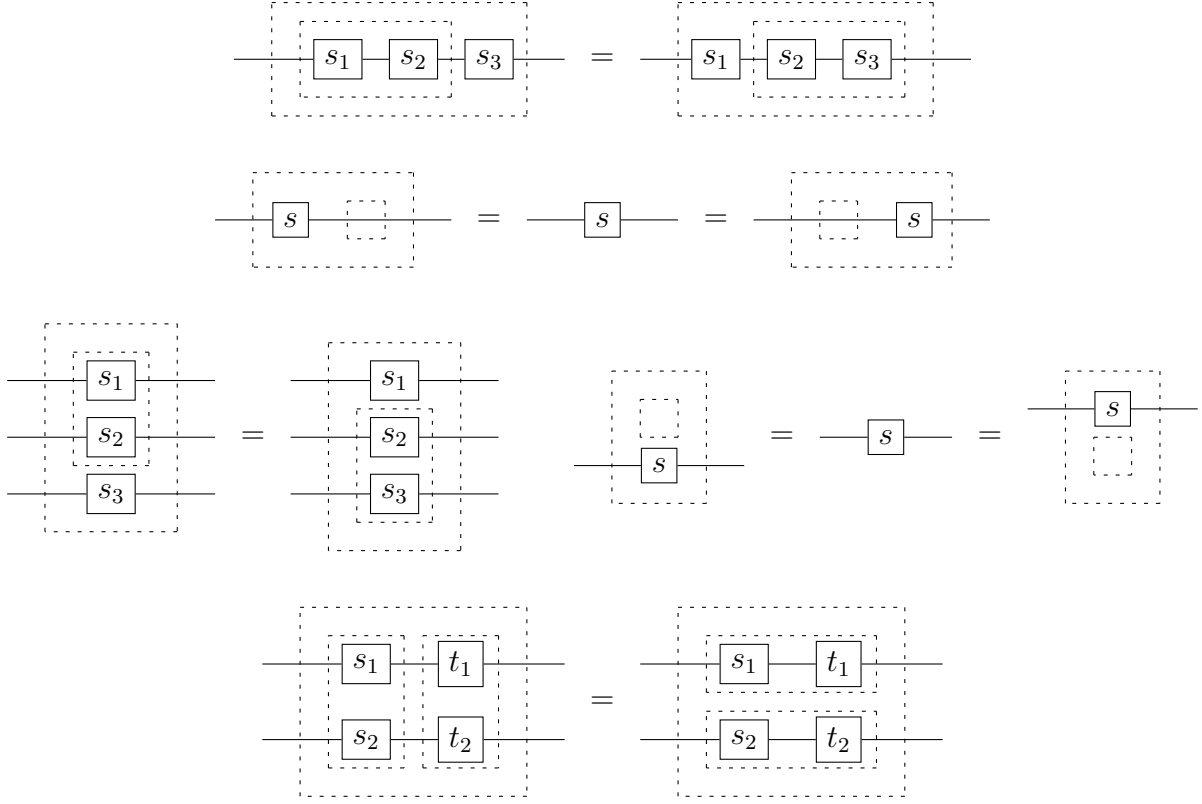 s₁ s₂ s₃ = s₁ s₂ s₃
s = s = s
s₁ s₁
s₂ = s₂ s = s = s
s₃ s₃
s₁ t₁ = s₁ t₁
s₂ t₂ s₂ t₂